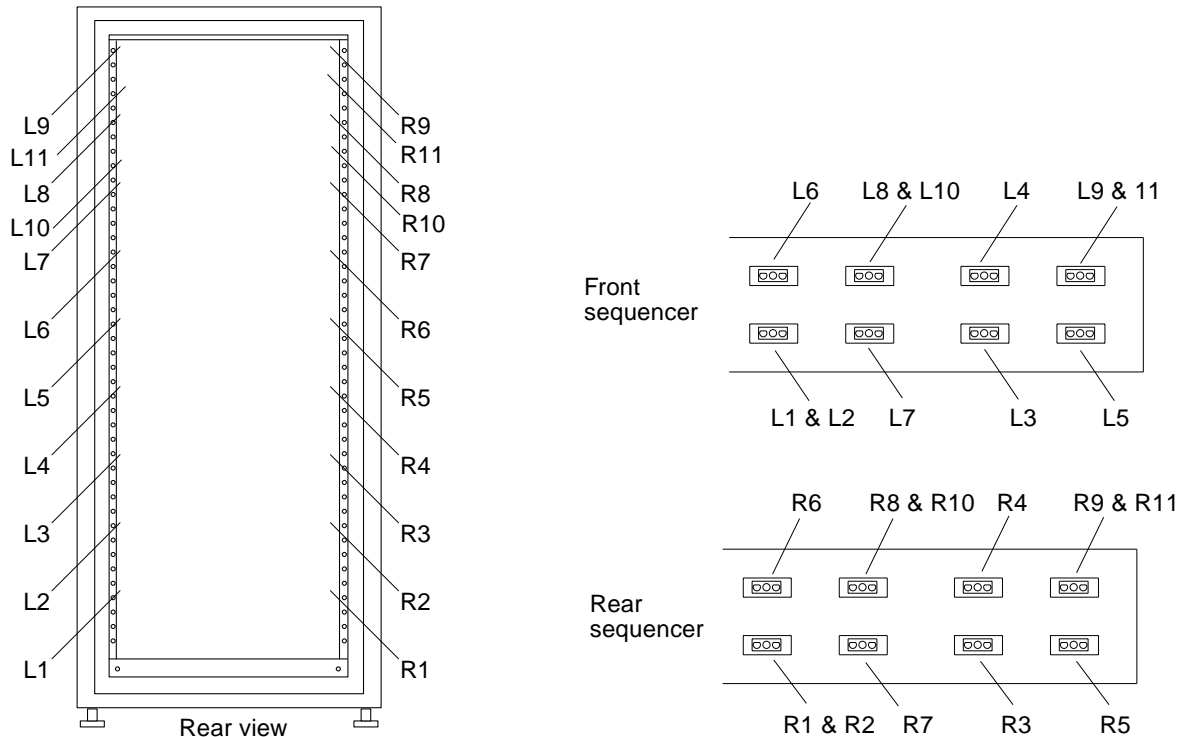 L9
L11
L8
L10
L7
L6
L5
L4
L3
L2
L1
R9
R11
R8
R10
R7
R6
R5
R4
R3
R2
R1
Rear view
L6 L8 & L10 L4 L9 & 11
Front
sequencer
L1 & L2 L7 L3 L5
R6 R8 & R10 R4 R9 & R11
Rear
sequencer
R1 & R2 R7 R3 R5